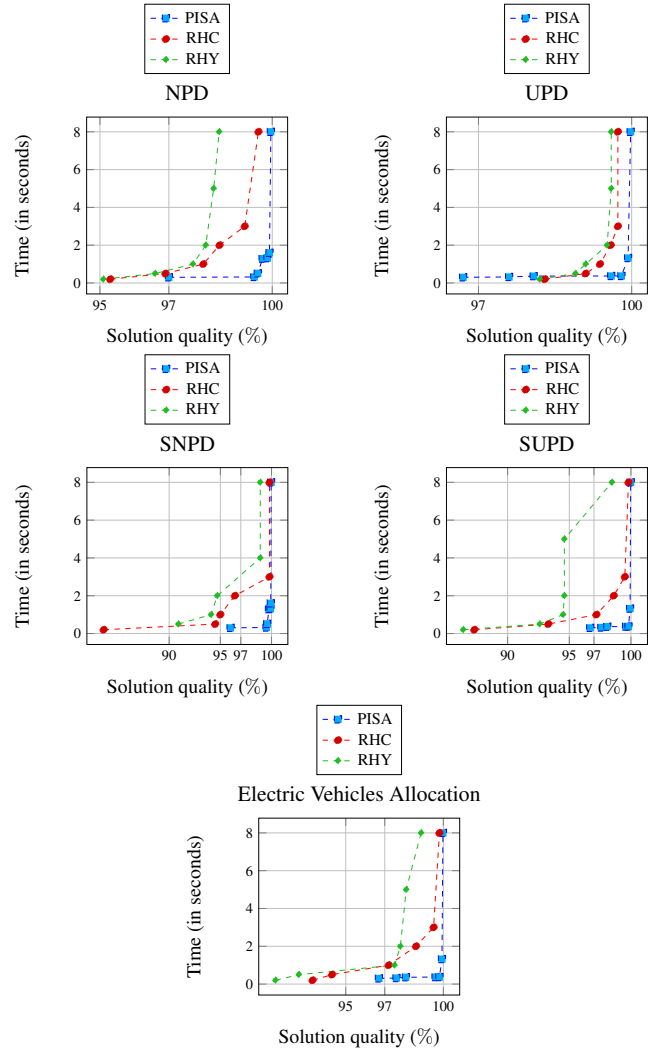 PISA
RHC
RHY
NPD
8
6
4
2
0
95 97 100
Time (in seconds)
Solution quality (%)
PISA
RHC
RHY
UPD
8
6
4
2
0
97 100
Time (in seconds)
Solution quality (%)
PISA
RHC
RHY
SNPD
8
6
4
2
0
90 95 97 100
Time (in seconds)
Solution quality (%)
PISA
RHC
RHY
SUPD
8
6
4
2
0
90 95 97 100
Time (in seconds)
Solution quality (%)
PISA
RHC
RHY
Electric Vehicles Allocation
8
6
4
2
0
95 97 100
Time (in seconds)
Solution quality (%)